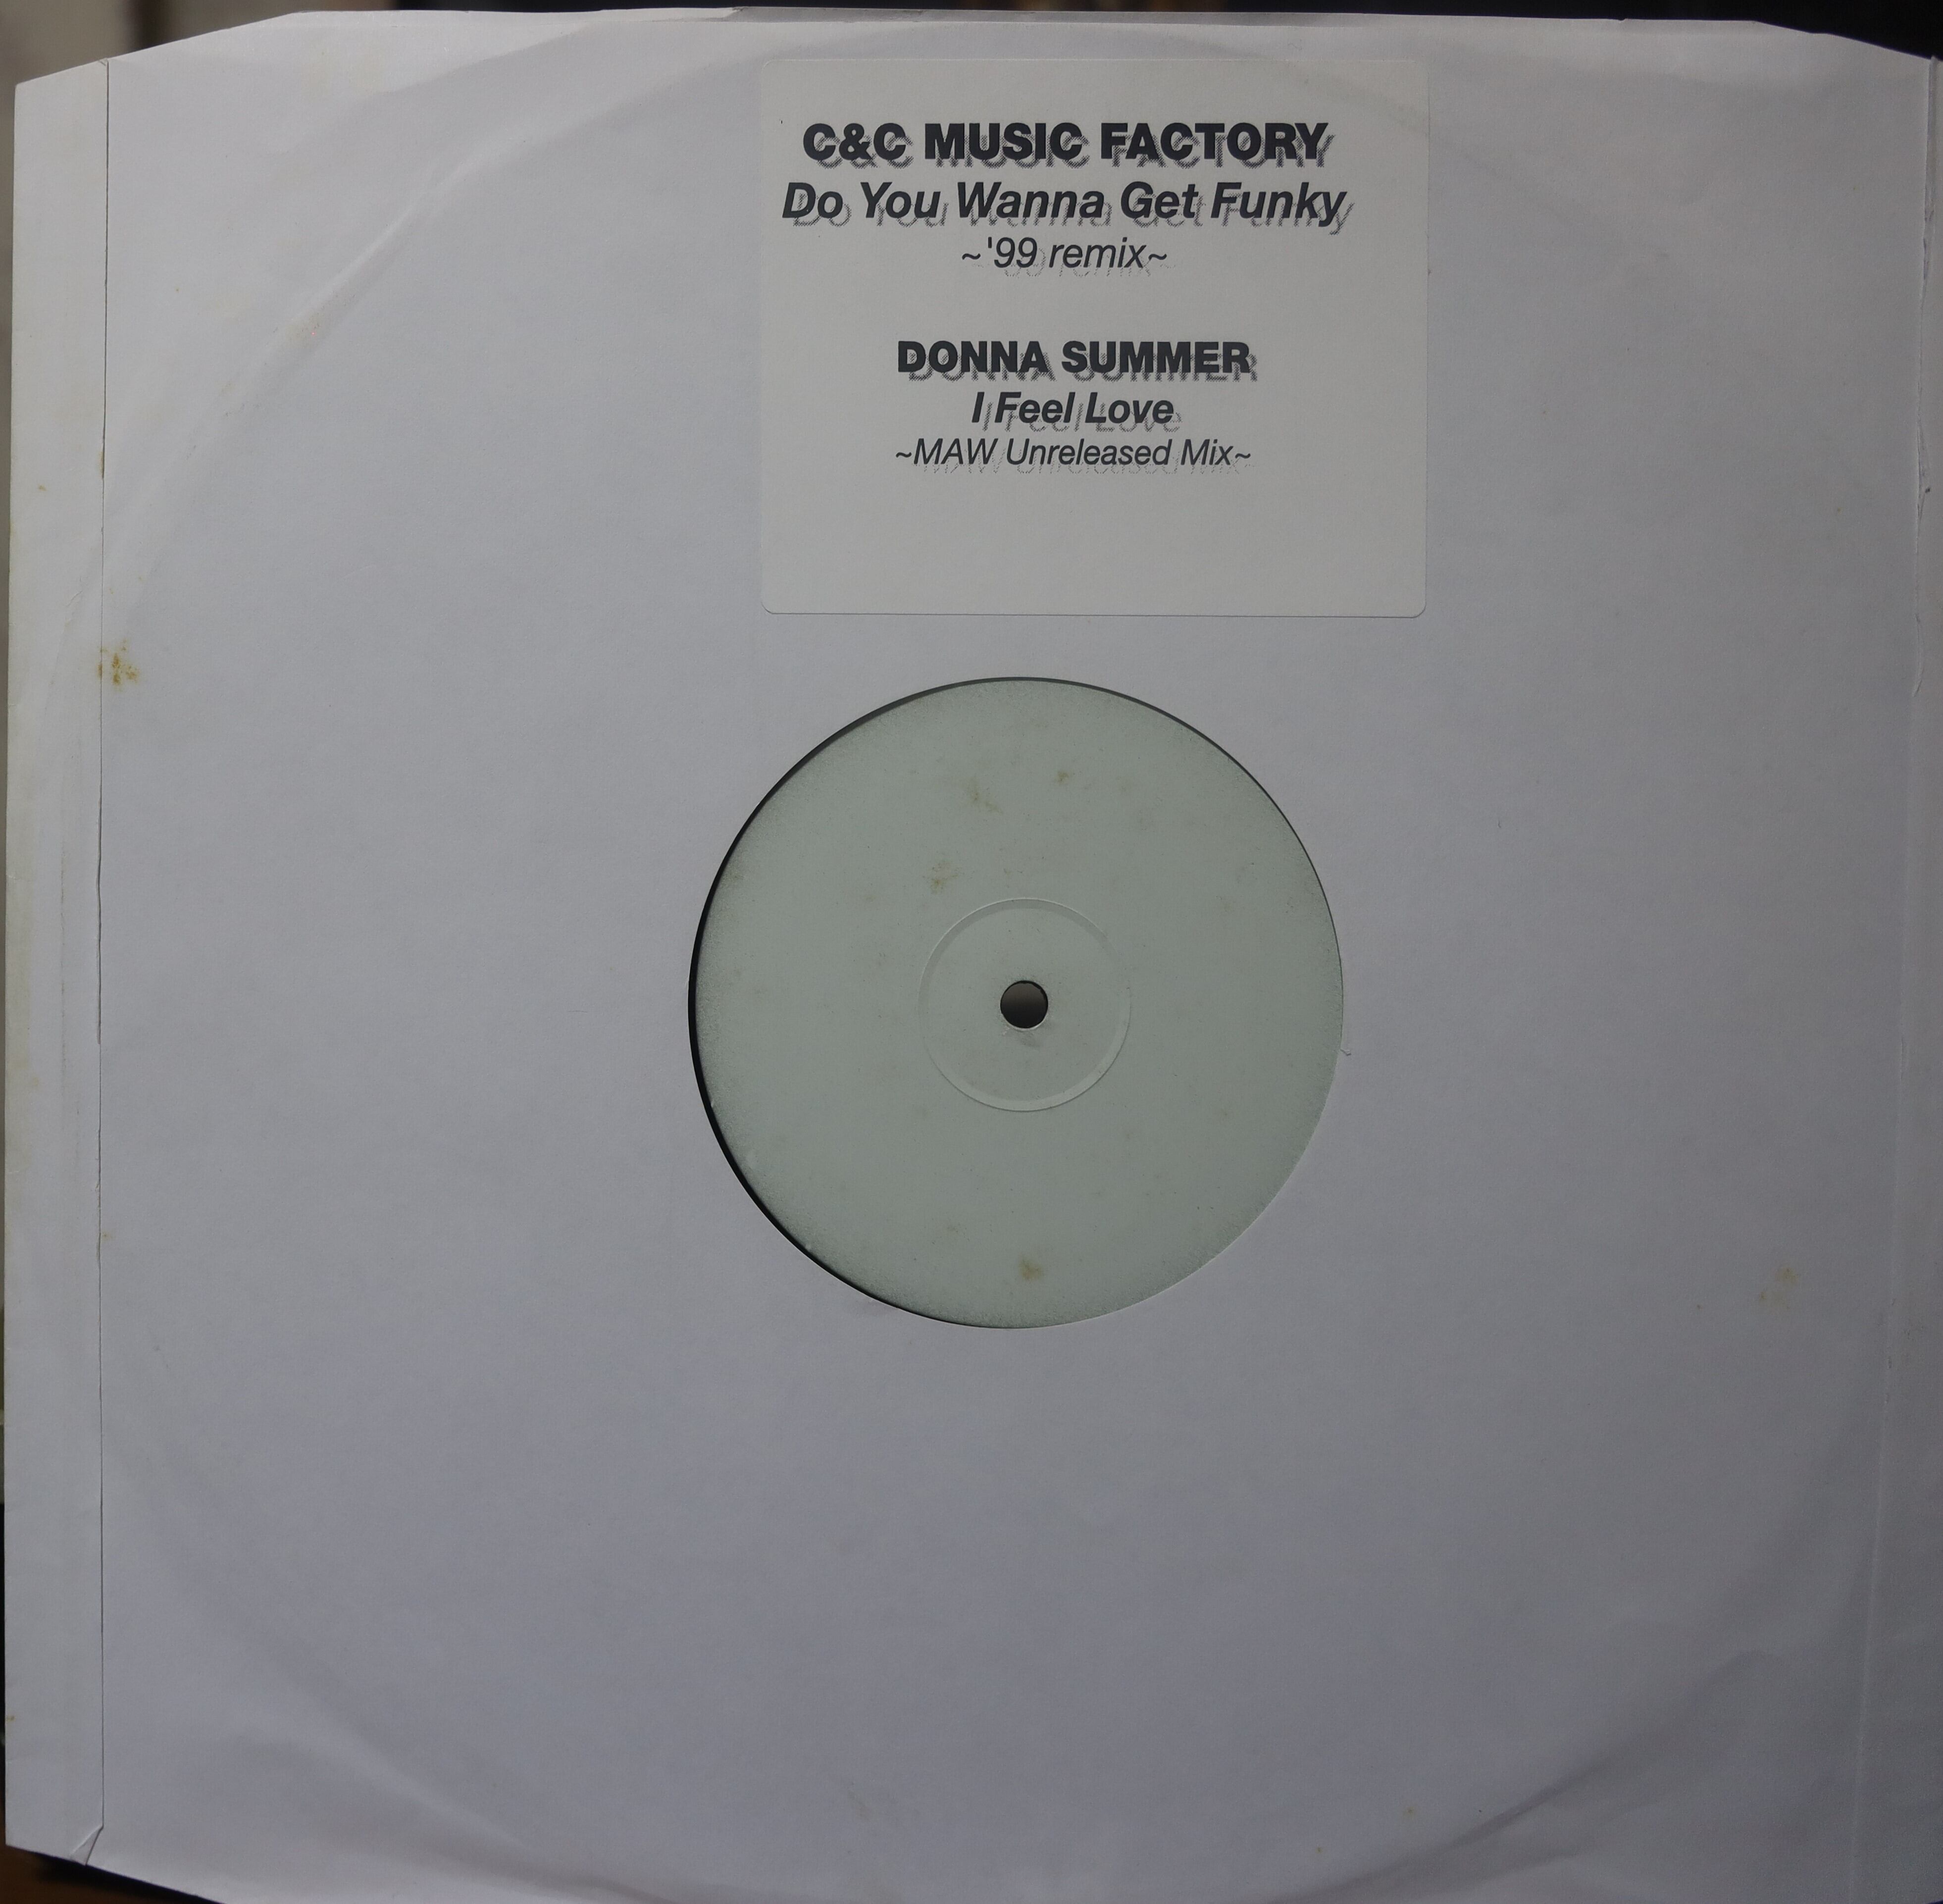 C&C MUSIC FACTORY
Do You Wanna Get Funky
~'99 remix~
DONNA SUMMER
I Feel Love
~MAW Unreleased Mix~